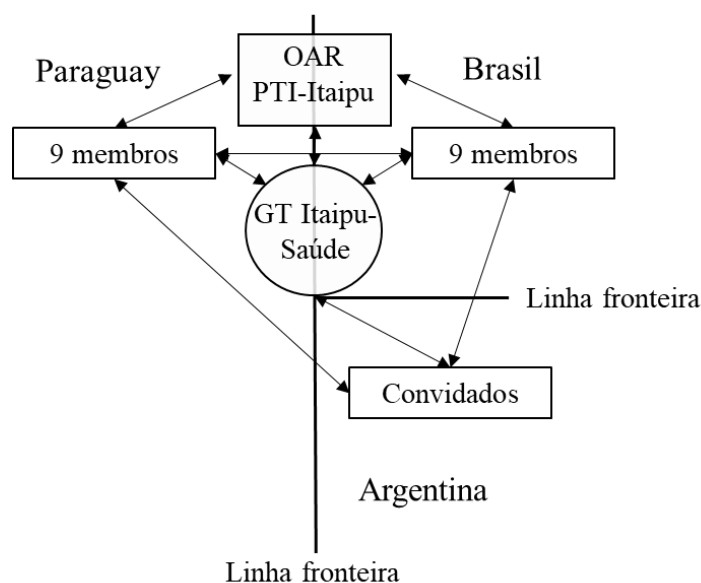 OAR
PTI-Itaipu
Paraguay
Brasil
9 membros
9 membros
GT Itaipu-
Saúde
Linha fronteira
Convidados
Argentina
Linha fronteira